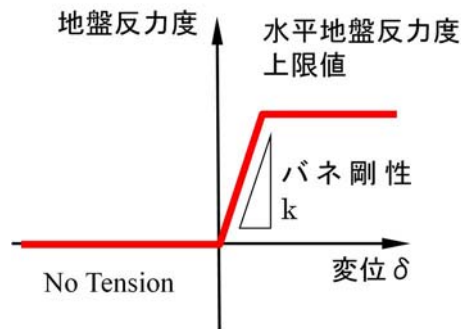 地盤反力度
水平地盤反力度
上限値
バネ剛性
k
変位δ
No Tension